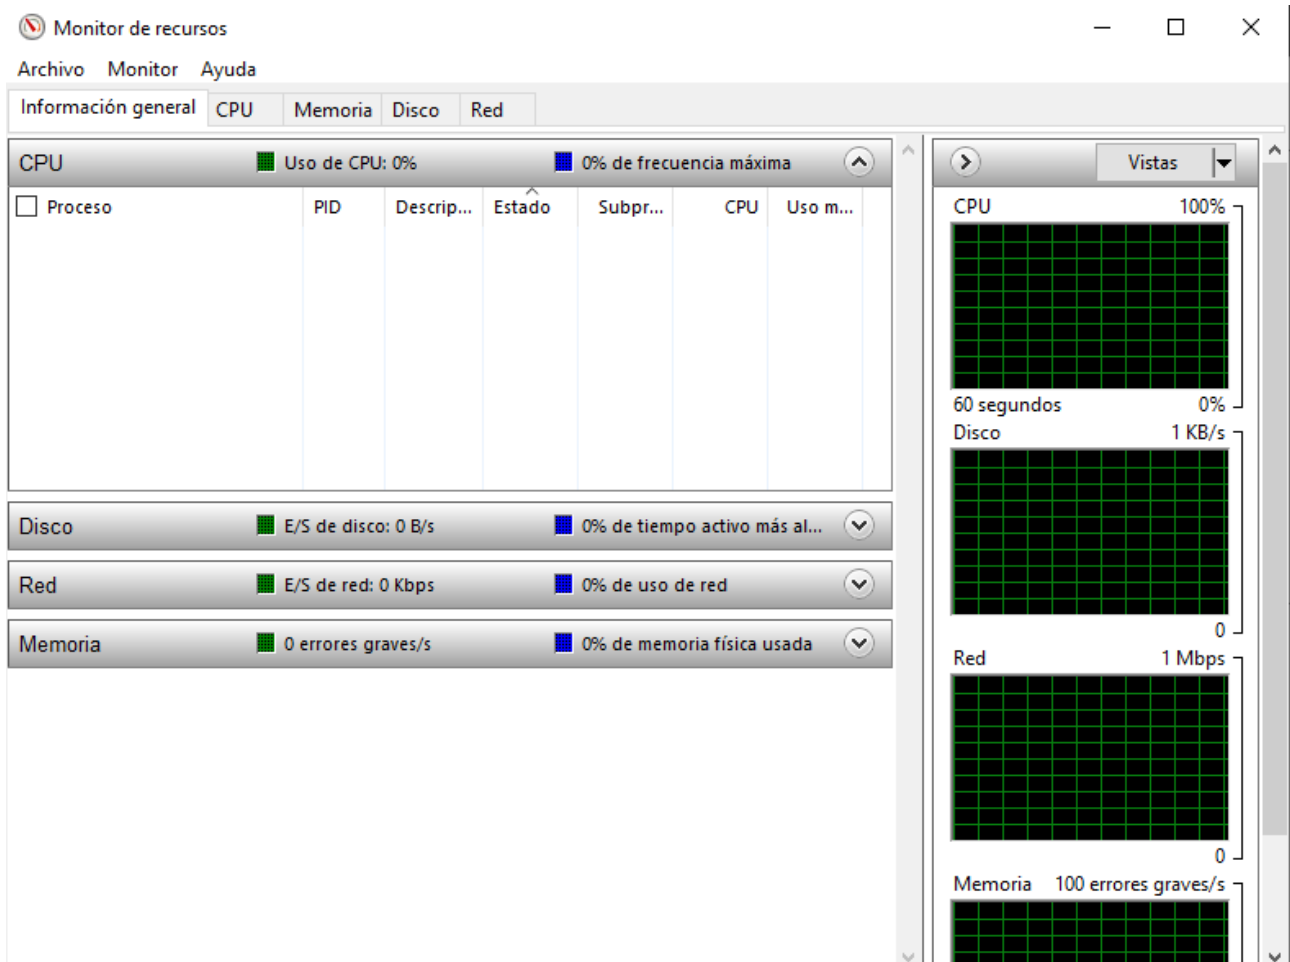 Monitor de recursos
Archivo Monitor Ayuda
Información general CPU Memoria Disco Red
CPU Uso de CPU: 0% 0% de frecuencia máxima
Proceso PID Descrip... Estado Subpr... CPU Uso m...
Disco E/S de disco: 0 B/s 0% de tiempo activo más al...
Red E/S de red: 0 Kbps 0% de uso de red
Memoria 0 errores graves/s 0% de memoria física usada
Vistas
CPU 100%
60 segundos 0%
Disco 1 KB/s
0
Red 1 Mbps
0
Memoria 100 errores graves/s